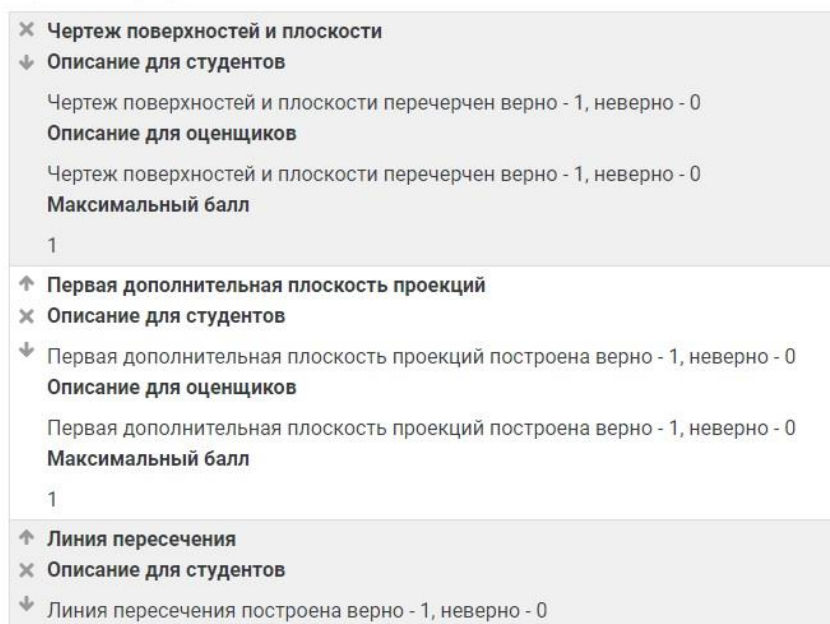 Чертеж поверхностей и плоскости
Описание для студентов
Чертеж поверхностей и плоскости перечерчен верно - 1, неверно - 0
Описание для оценщиков
Чертеж поверхностей и плоскости перечерчен верно - 1, неверно - 0
Максимальный балл
1
Первая дополнительная плоскость проекций
Описание для студентов
Первая дополнительная плоскость проекций построена верно - 1, неверно - 0
Описание для оценщиков
Первая дополнительная плоскость проекций построена верно - 1, неверно - 0
Максимальный балл
1
Линия пересечения
Описание для студентов
Линия пересечения построена верно - 1, неверно - 0